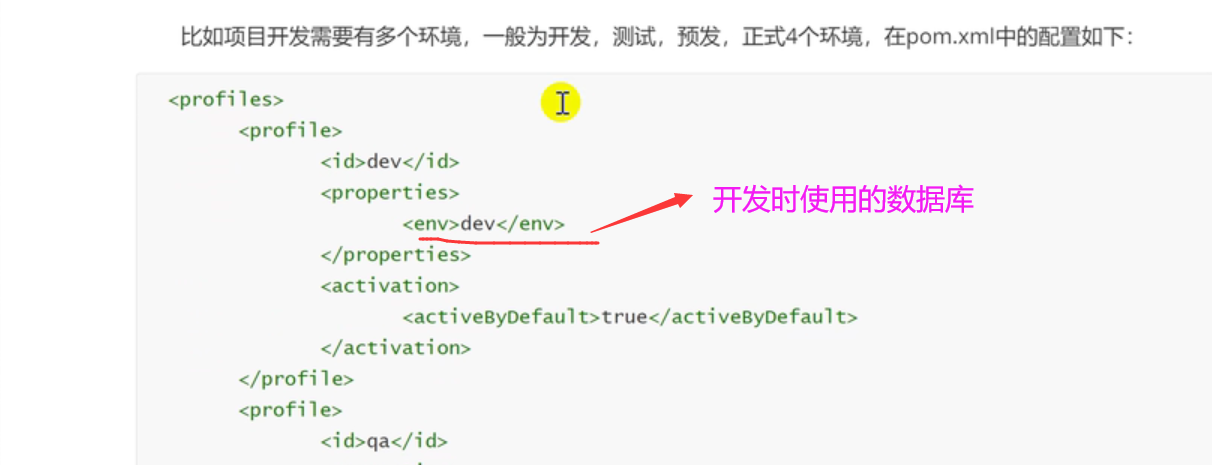 比如项目开发需要有多个环境，一般为开发，测试，预发，正式4个环境，在pom.xml中的配置如下：
<profiles>
<profile>
<id>dev</id>
<properties>
<env>dev</env>
开发时使用的数据库
</properties>
<activation>
<activeByDefault>true</activeByDefault>
</activation>
</profile>
<profile>
<id>qa</id>